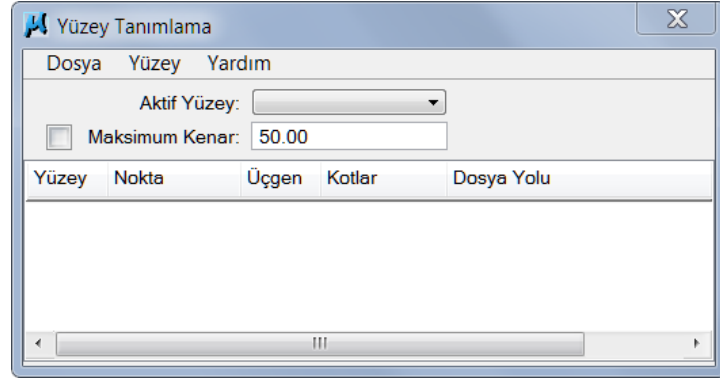 Yüzey Tanımlama
Dosya Yüzey Yardım
Aktif Yüzey:
Maksimum Kenar: 50.00
Yüzey Nokta Üçgen Kotlar Dosya Yolu